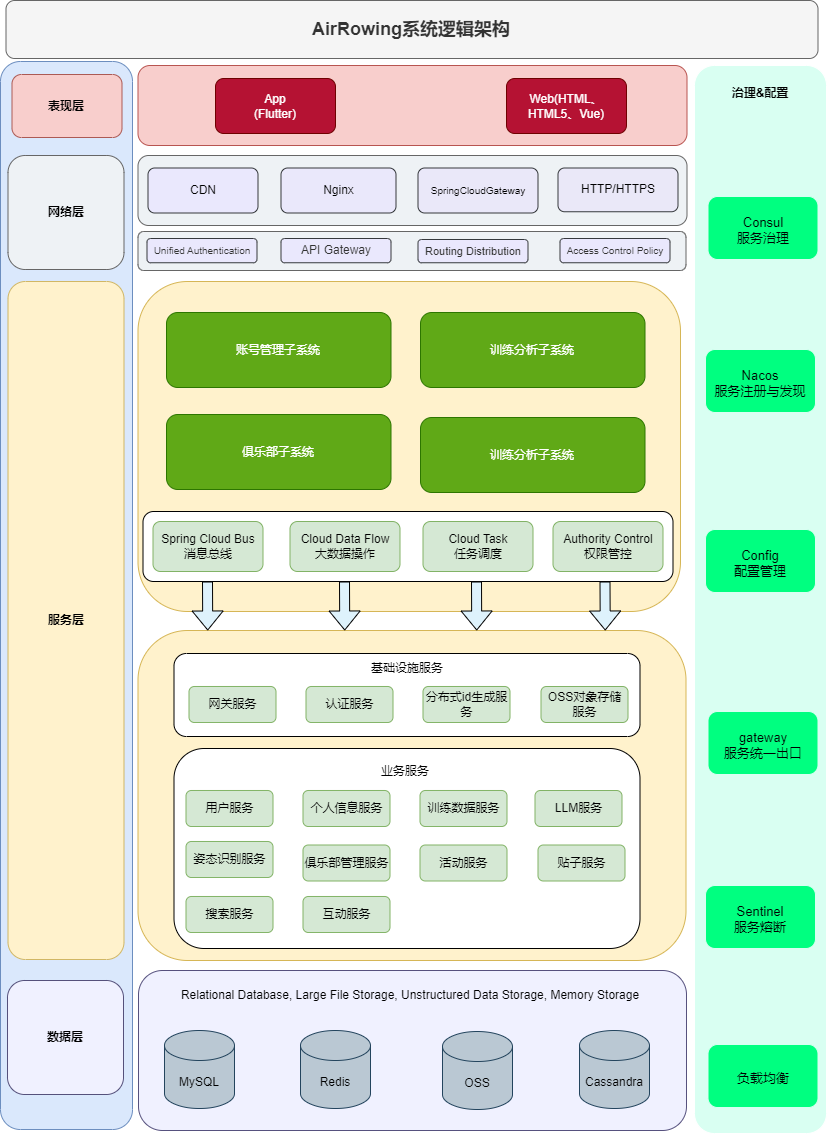 AirRowing系统逻辑架构
表现层
App
(Flutter)
Web(HTML、
HTML5、Vue)
治理&配置
网络层
CDN
Nginx
SpringCloudGateway
HTTP/HTTPS
Unified Authentication
API Gateway
Routing Distribution
Access Control Policy
Consul
服务治理
服务层
账号管理子系统
训练分析子系统
Nacos
服务注册与发现
俱乐部子系统
训练分析子系统
Spring Cloud Bus
消息总线
Cloud Data Flow
大数据操作
Cloud Task
任务调度
Authority Control
权限管控
Config
配置管理
基础设施服务
网关服务
认证服务
分布式id生成服
务
OSS对象存储
服务
gateway
服务统一出口
业务服务
用户服务
个人信息服务
训练数据服务
LLM服务
姿态识别服务
俱乐部管理服务
活动服务
贴子服务
搜索服务
互动服务
Sentinel
服务熔断
数据层
Relational Database, Large File Storage, Unstructured Data Storage, Memory Storage
MySQL
Redis
OSS
Cassandra
负载均衡